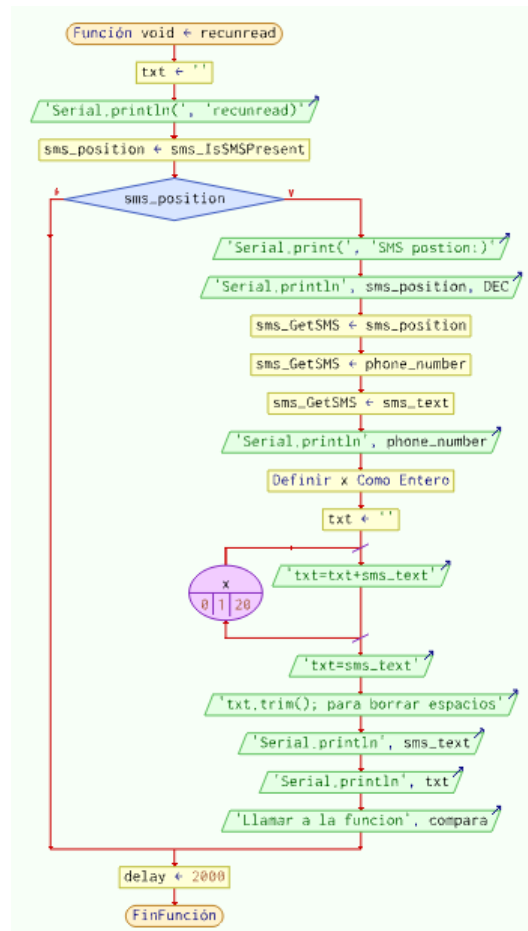 Función void ← recunread
txt ← ''
'Serial.println(', 'recunread)'
sms_position ← sms_IsSMSPresent
sms_position
F
V
'Serial.print(', 'SMS postion:)'
'Serial.println', sms_position, DEC
sms_GetSMS ← sms_position
sms_GetSMS ← phone_number
sms_GetSMS ← sms_text
'Serial.println', phone_number
Definir x Como Entero
txt ← ''
'txt=txt+sms_text'
x
0 1 20
'txt=sms_text'
'txt.trim(); para borrar espacios'
'Serial.println', sms_text
'Serial.println', txt
'Llamar a la funcion', compara
delay ← 2000
FinFunción